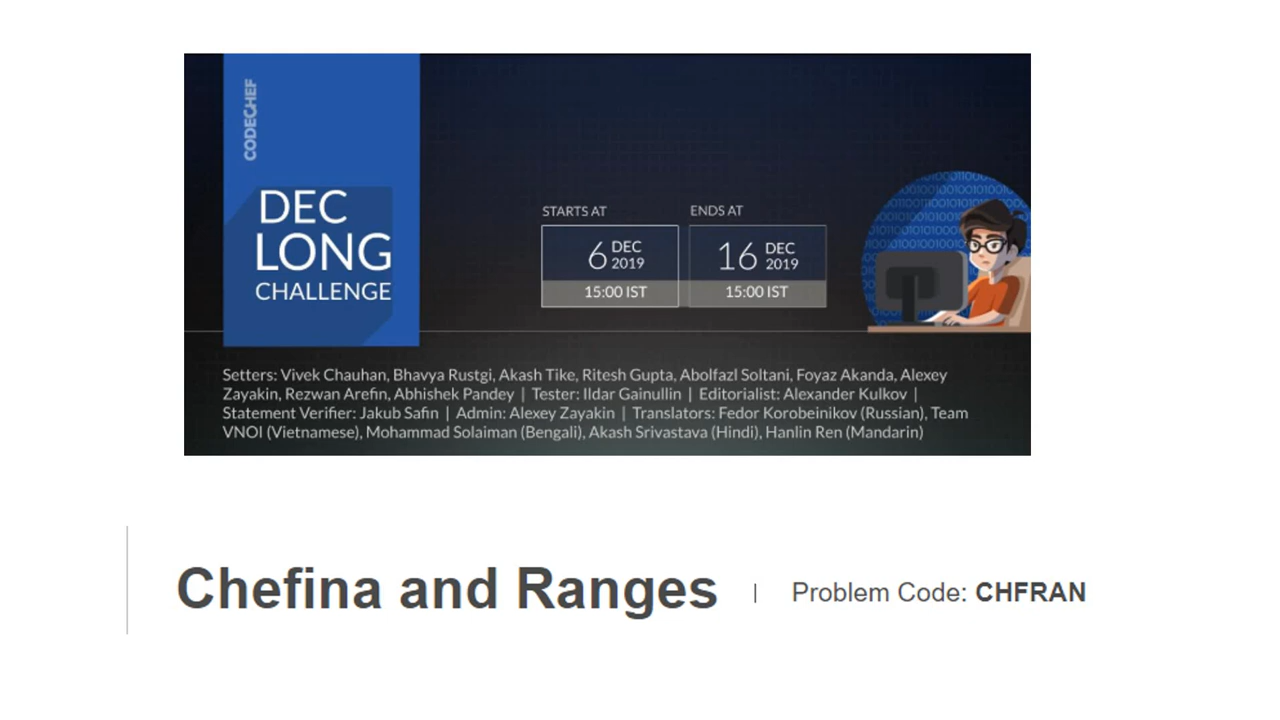 CODECHEF
DEC
LONG
CHALLENGE
STARTS AT
6 DEC 2019
15:00 IST
ENDS AT
16 DEC 2019
15:00 IST
Setters: Vivek Chauhan, Bhavya Rustgi, Akash Tike, Ritesh Gupta, Abolfazl Soltani, Foyaz Akanda, Alexey
Zayakin, Rezwan Arefin, Abhishek Pandey | Tester: Ildar Gainullin | Editorialist: Alexander Kulkov |
Statement Verifier: Jakub Safin | Admin: Alexey Zayakin | Translators: Fedor Korobeinikov (Russian), Team
VNOI (Vietnamese), Mohammad Solaiman (Bengali), Akash Srivastava (Hindi), Hanlin Ren (Mandarin)
Chefina and Ranges | Problem Code: CHFRAN